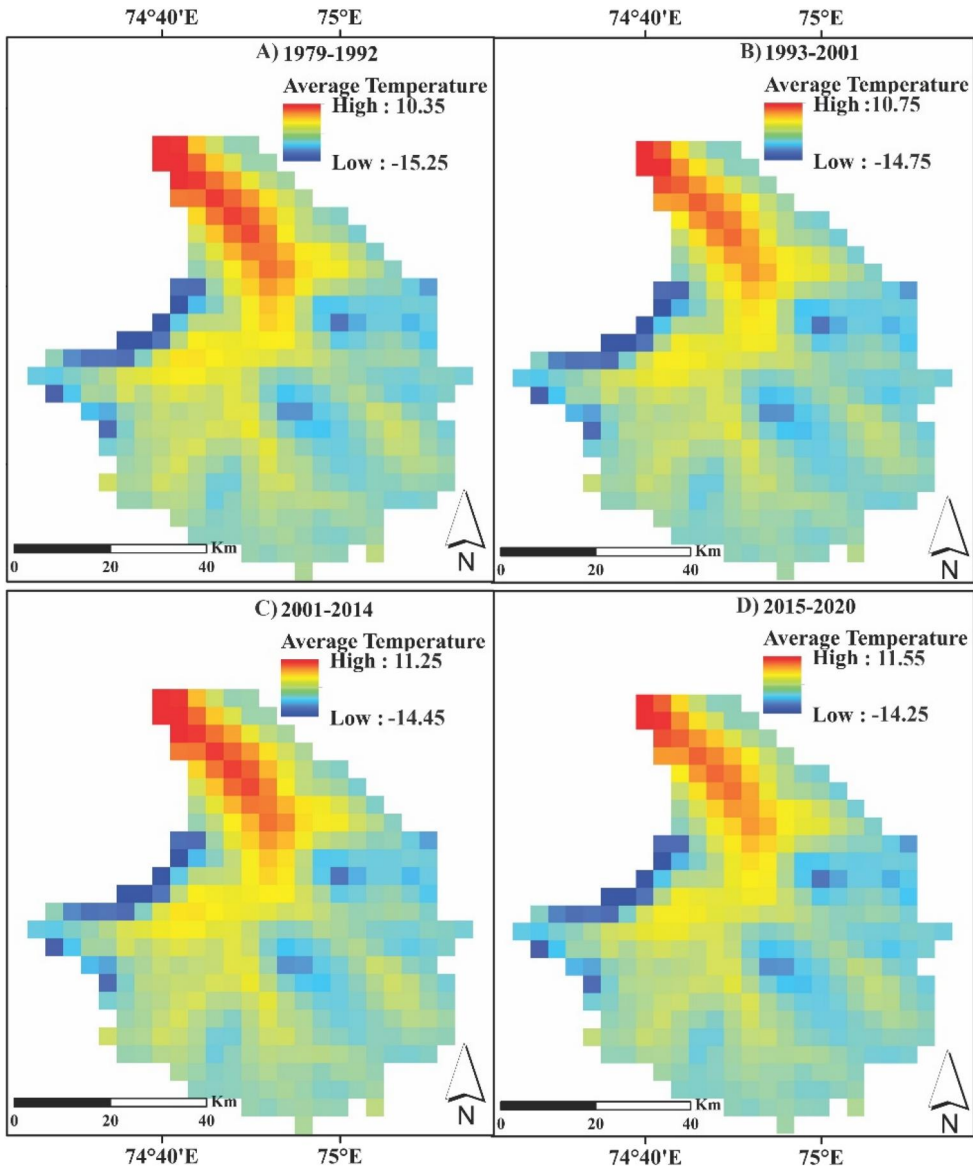 74°40'E 75°E 74°40'E 75°E
A) 1979-1992
Average Temperature
High : 10.35
Low : -15.25
Km
0 20 40
N
B) 1993-2001
Average Temperature
High :10.75
Low : -14.75
Km
0 20 40
N
C) 2001-2014
Average Temperature
High : 11.25
Low : -14.45
Km
0 20 40
N
D) 2015-2020
Average Temperature
High : 11.55
Low : -14.25
Km
0 20 40
N
74°40'E 75°E 74°40'E 75°E